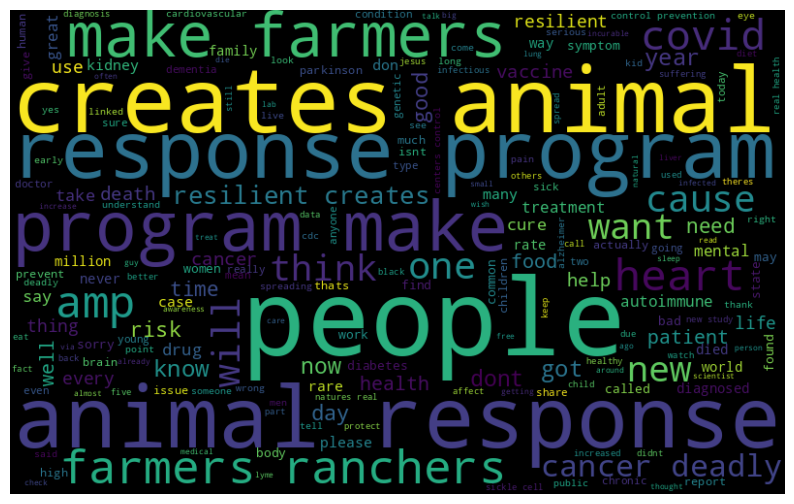 diagnosis cardiovascular condition talk big resilient control prevention eye
make farmers covid
human great family look come way serious incurable year
give use kidney dementia parkinson don long symptom kid diet
die jesus infectious vaccine suffering
creates animal
yes linked often still lab genetic good spread adult today real health
sure live
response program
early much see isnt centers control pain liver
doctor type others theres used infected natural
take death resilient creates many sick small cause
increase understand treatment wish right
program make
data anyone cdc cure call actually going want need
million treat guy cancer think one rate two read mental
prevent women really black food common sleep may
deadly never better mean spreading thats find children alzheimer help heart state
say awareness time autoimmune thank
amp will people keep
thing case care life
risk work free bad new study due patient
sorry drug now dont got new died found
well know via young back already diabetes healthy ago watch person
eat fact brain point health rare around world scientist
every even almost five issue someone wrong natures real affect share child called diagnosed getting
men part day tell protect
animal response
please body
said medical high farmers ranchers cancer deadly
check lyme sickle cell public increased didnt thought chronic report